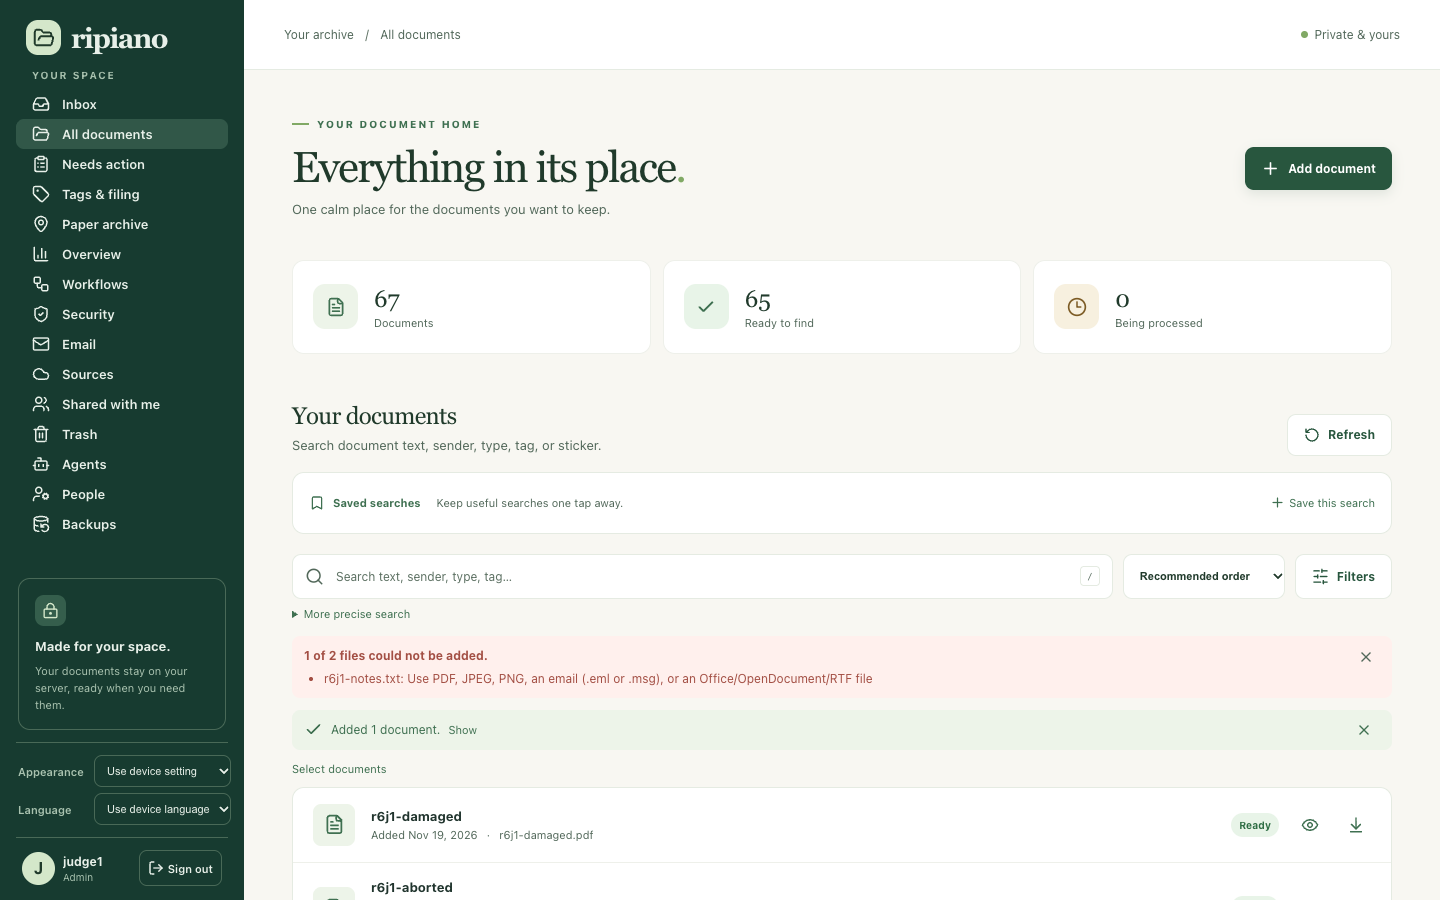 ripiano
YOUR SPACE
Inbox
All documents
Needs action
Tags & filing
Paper archive
Overview
Workflows
Security
Email
Sources
Shared with me
Trash
Agents
People
Backups
Made for your space.
Your documents stay on your
server, ready when you need
them.
Appearance Use device setting
Language Use device language
J judge1
Admin
Sign out
Your archive / All documents
Private & yours
YOUR DOCUMENT HOME
Everything in its place.
One calm place for the documents you want to keep.
Add document
67
Documents
65
Ready to find
0
Being processed
Your documents
Search document text, sender, type, tag, or sticker.
Refresh
Saved searches Keep useful searches one tap away.
Save this search
Search text, sender, type, tag... /
Recommended order
Filters
More precise search
1 of 2 files could not be added.
• r6j1-notes.txt: Use PDF, JPEG, PNG, an email (.eml or .msg), or an Office/OpenDocument/RTF file
Added 1 document. Show
Select documents
r6j1-damaged
Added Nov 19, 2026 · r6j1-damaged.pdf
Ready
r6j1-aborted